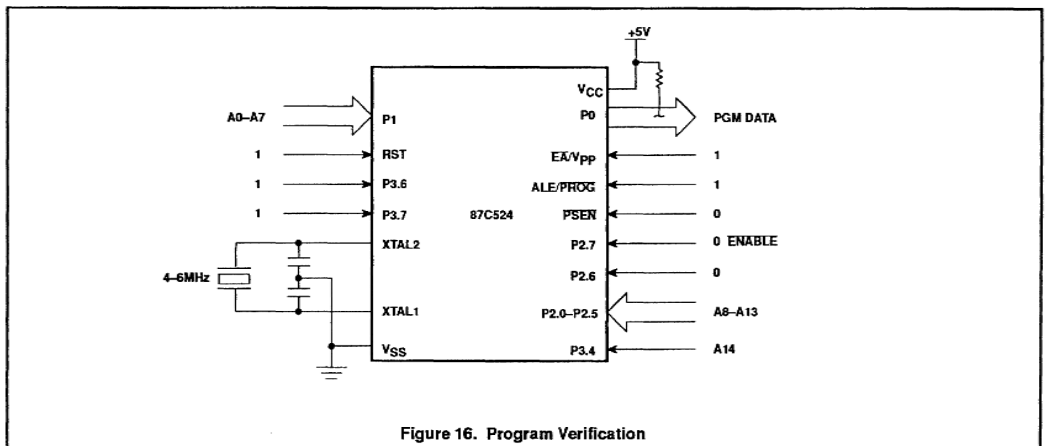 +5V
VCC
A0–A7
P1
P0
PGM DATA
1
RST
EA/VPP
1
1
P3.6
ALE/PROG
1
1
P3.7
87C524
PSEN
0
XTAL2
P2.7
0 ENABLE
4–6MHz
P2.6
0
XTAL1
P2.0–P2.5
A8–A13
VSS
P3.4
A14
Figure 16. Program Verification